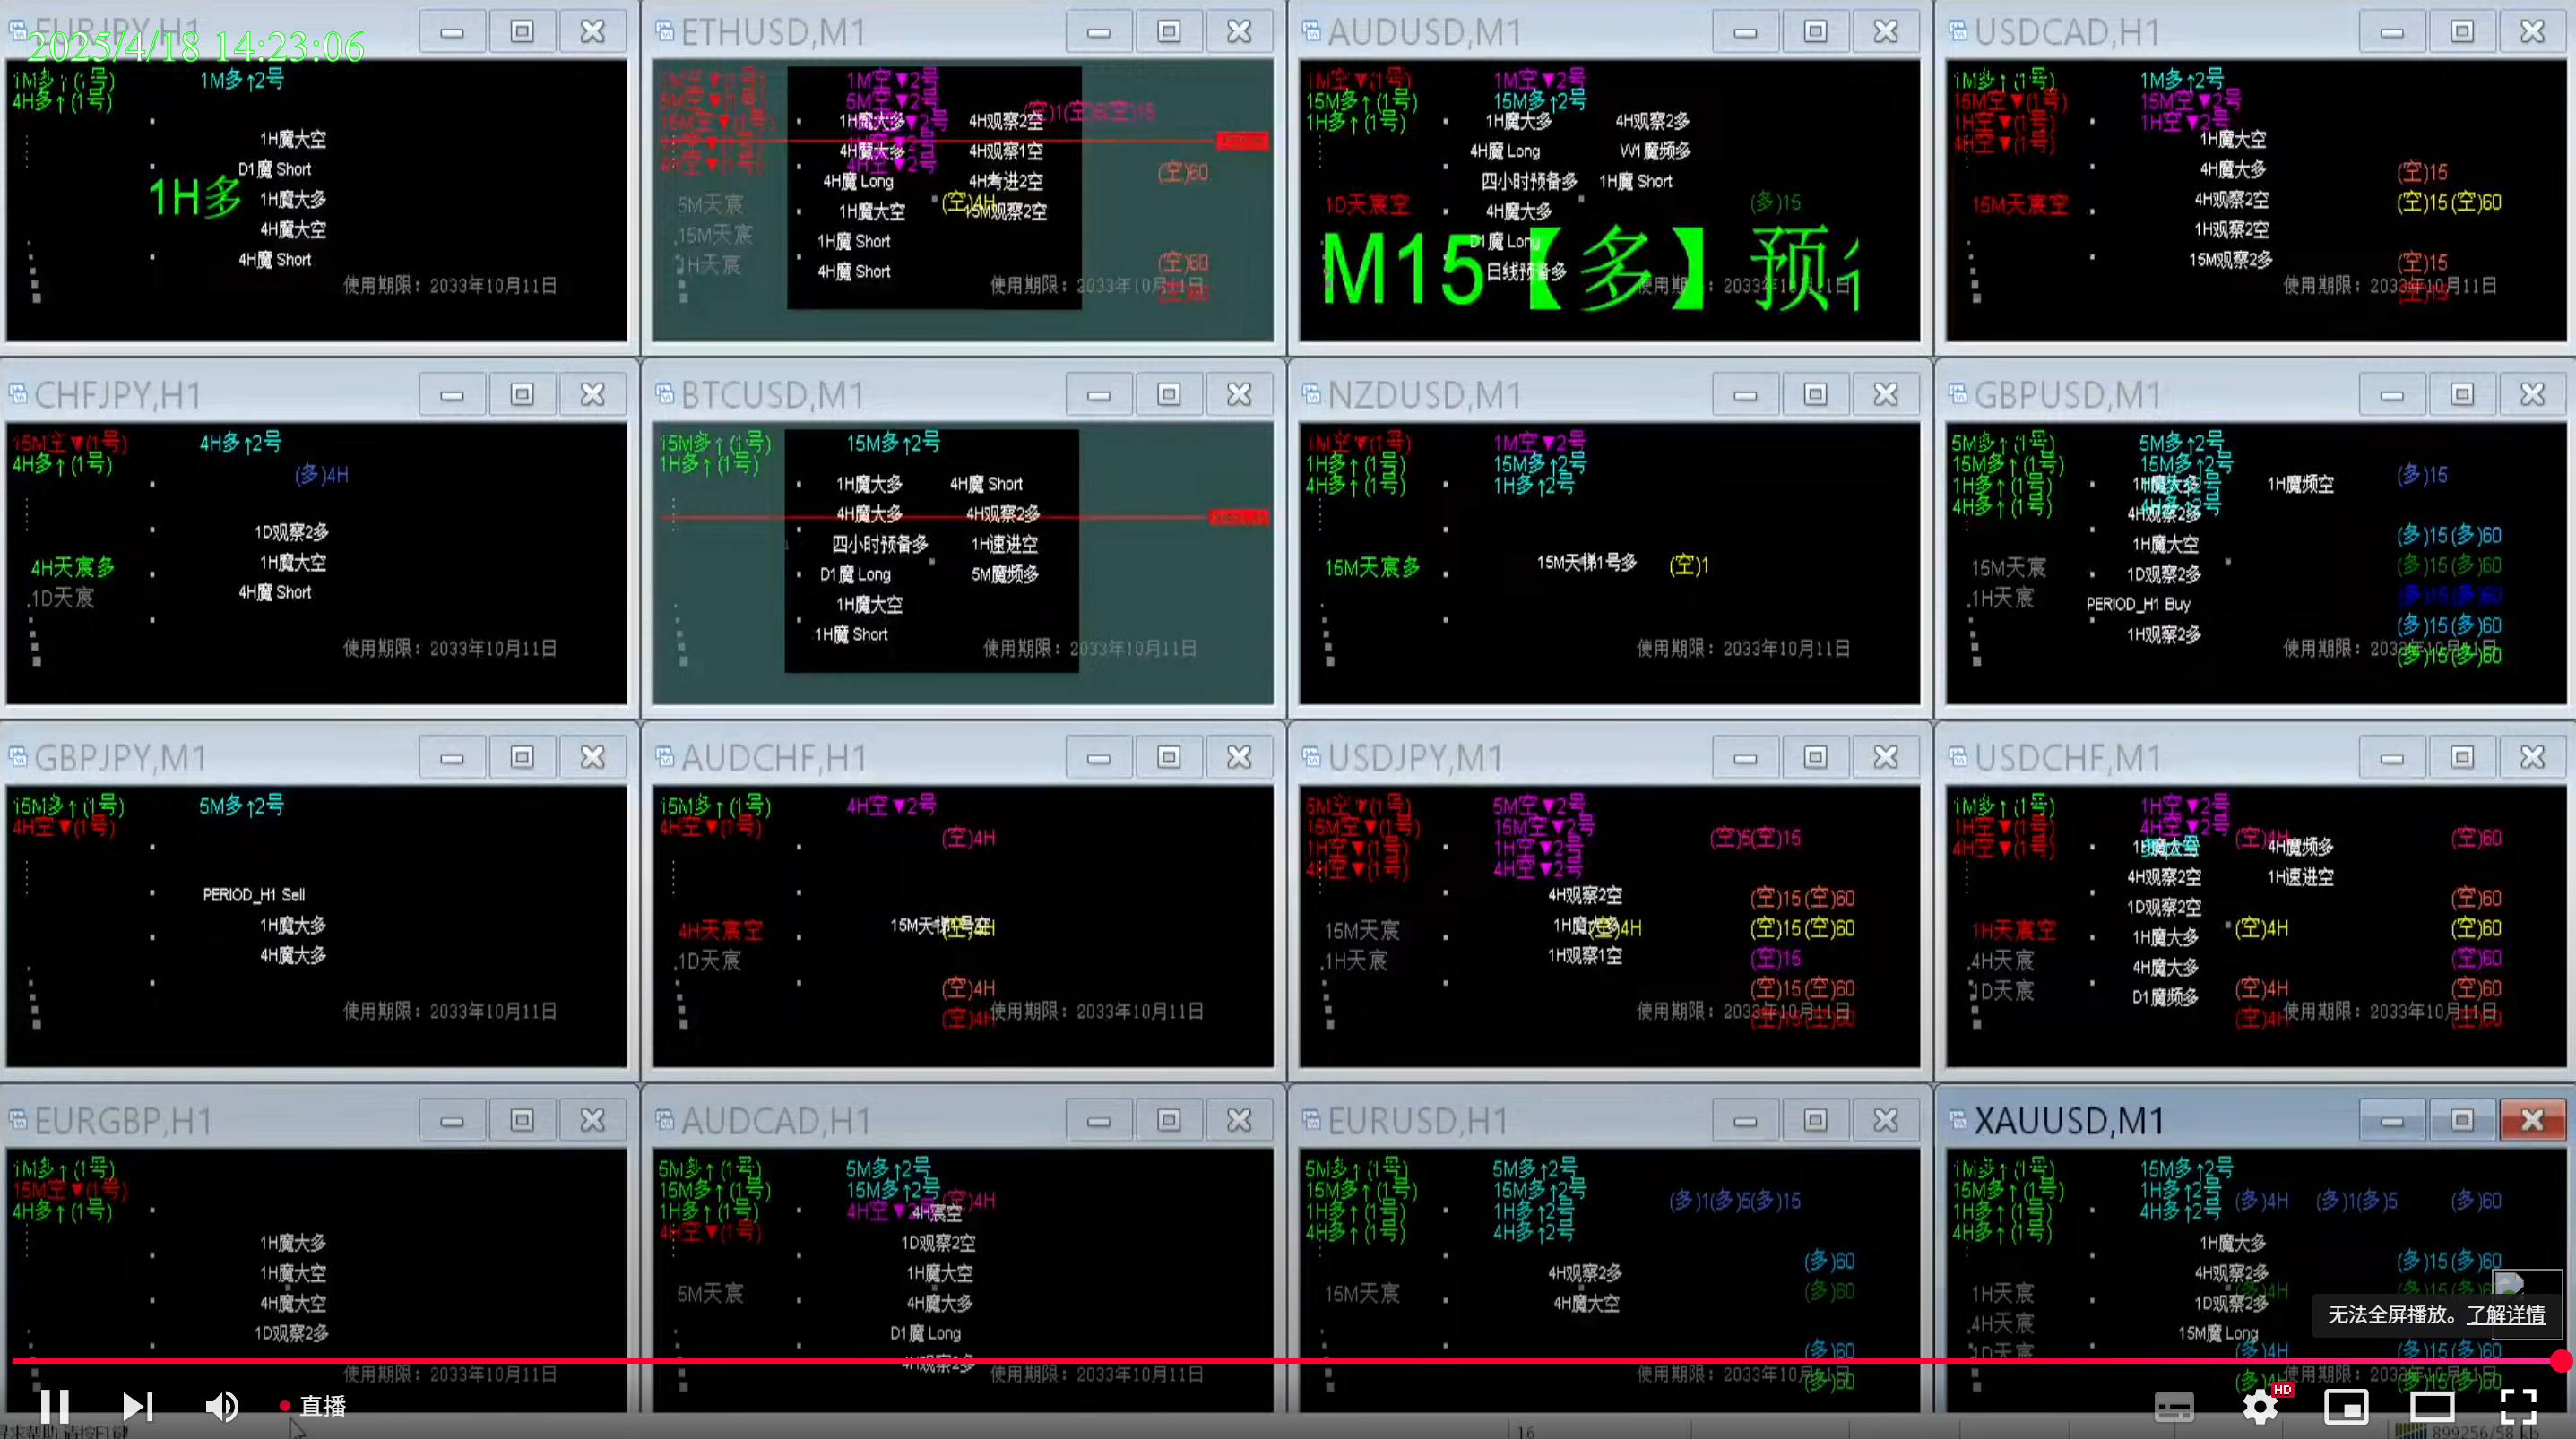 EURJPY,H1
2025/4/18 14:23:06
1M多↑(1号)
1M多↑2号
4H多↑(1号)
1H魔大空
D1魔 Short
1H多
1H魔大多
4H魔大空
4H魔 Short
使用期限：2033年10月11日
ETHUSD,M1
1M空▼(1号)
1M空▼2号
5M空▼(1号)
5M空▼2号
15M空▼(1号)
1H魔大多
4H观察2空
4H魔大多
4H观察1空
4H空▼2号
(空)60
4H魔 Long
4H考进2空
5M天宸
(空)4H
1H魔大空
15M观察2空
.15M天宸
1H魔 Short
1H天宸
(空)60
4H魔 Short
(空)60
使用期限：2033年10月11日
AUDUSD,M1
1M空▼(1号)
1M空▼2号
15M多↑(1号)
15M多↑2号
1H多↑(1号)
1H魔大多
4H观察2多
4H魔 Long
W1魔频多
四小时预备多
1H魔 Short
1D天宸空
4H魔大多
(多)15
D1魔 Long
M15【多】预
日线预备多
使用期限：2033年10月11日
USDCAD,H1
1M多↑(1号)
1M多↑2号
15M空▼(1号)
15M空▼2号
1H空▼(1号)
1H空▼2号
4H空▼(1号)
1H魔大空
4H魔大多
(空)15
15M天宸空
4H观察2空
(空)15(空)60
1H观察2空
15M观察2多
(空)15
(空)15
使用期限：2033年10月11日
CHFJPY,H1
15M空▼(1号)
4H多↑2号
4H多↑(1号)
(多)4H
1D观察2多
1H魔大空
4H天宸多
4H魔 Short
.1D天宸
使用期限：2033年10月11日
BTCUSD,M1
15M多↑(1号)
15M多↑2号
1H多↑(1号)
1H魔大多
4H魔 Short
4H魔大多
4H观察2多
四小时预备多
1H速进空
D1魔 Long
5M魔频多
1H魔大空
1H魔 Short
使用期限：2033年10月11日
NZDUSD,M1
1M空▼(1号)
1M空▼2号
1H多↑(1号)
15M多↑2号
4H多↑(1号)
1H多↑2号
15M天宸多
15M天梯1号多
(空)1
使用期限：2033年10月11日
GBPUSD,M1
5M多↑(1号)
5M多↑2号
15M多↑(1号)
15M多↑2号
(多)15
1H多↑(1号)
1H魔大多
1H魔频空
4H多↑(1号)
4H观察2多
1H魔大空
(多)15(多)60
15M天宸
1D观察2多
(多)15(多)60
.1H天宸
PERIOD_H1 Buy
(多)15(多)60
1H观察2多
(多)15(多)60
(多)15(多)60
使用期限：2033年10月11日
GBPJPY,M1
15M多↑(1号)
5M多↑2号
4H空▼(1号)
PERIOD_H1 Sell
1H魔大多
4H魔大多
使用期限：2033年10月11日
AUDCHF,H1
15M多↑(1号)
4H空▼2号
4H空▼(1号)
(空)4H
4H天宸空
.1D天宸
(空)4H
(空)4H
使用期限：2033年10月11日
USDJPY,M1
5M空▼(1号)
5M空▼2号
15M空▼(1号)
15M空▼2号
(空)5(空)15
1H空▼(1号)
1H空▼2号
4H空▼(1号)
4H空▼2号
4H观察2空
(空)15(空)60
15M天宸
1H魔大多
(空)4H
(空)15(空)60
.1H天宸
1H观察1空
(空)15
(空)15(空)60
(空)15(空)60
使用期限：2033年10月11日
USDCHF,M1
1M多↑(1号)
1H空▼2号
1H空▼(1号)
4H空▼2号
(空)4H
(空)60
4H空▼(1号)
1H魔大空
4H魔频多
4H观察2空
1H速进空
1D观察2空
(空)60
1H天宸空
1H魔大多
(空)4H
(空)60
.4H天宸
4H魔大多
(空)60
1D天宸
D1魔频多
(空)4H
(空)60
(空)4H
(空)60
使用期限：2033年10月11日
EURGBP,H1
1M多↑(1号)
15M空▼(1号)
4H多↑(1号)
1H魔大多
1H魔大空
4H魔大空
1D观察2多
使用期限：2033年10月11日
AUDCAD,H1
5M多↑(1号)
5M多↑2号
15M多↑(1号)
15M多↑2号
(空)4H
1H多↑(1号)
4H空▼2号
4H宸空
4H空▼(1号)
1D观察2空
1H魔大空
5M天宸
4H魔大多
D1魔 Long
4H观察2多
使用期限：2033年10月11日
EURUSD,H1
5M多↑(1号)
5M多↑2号
15M多↑(1号)
15M多↑2号
(多)1(多)5(多)15
1H多↑(1号)
1H多↑2号
4H多↑(1号)
4H多↑2号
(多)60
4H观察2多
15M天宸
4H魔大空
(多)60
(多)60
(多)60
使用期限：2033年10月11日
XAUUSD,M1
1M多↑(1号)
15M多↑2号
15M多↑(1号)
1H多↑2号
(多)4H
(多)1(多)5
(多)60
1H多↑(1号)
4H多↑2号
4H多↑(1号)
1H魔大多
(多)15(多)60
4H观察2多
1H天宸
1D观察2多
.4H天宸
15M魔 Long
1D天宸
(多)4H
(多)15(多)60
(多)4H
(多)15(多)60
使用期限：2033年10月11日
无法全屏播放。了解详情
直播
HD
16
899256/58 kb